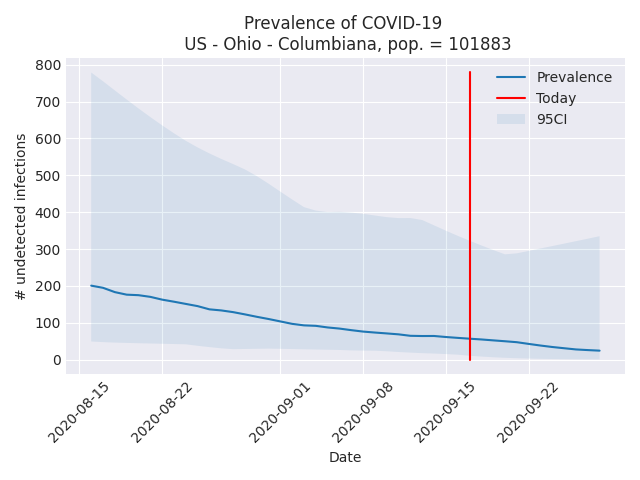 Prevalence of COVID-19
US - Ohio - Columbiana, pop. = 101883
Prevalence
Today
95CI
# undetected infections
800
700
600
500
400
300
200
100
0
2020-08-15
2020-08-22
2020-09-01
2020-09-08
2020-09-15
2020-09-22
Date